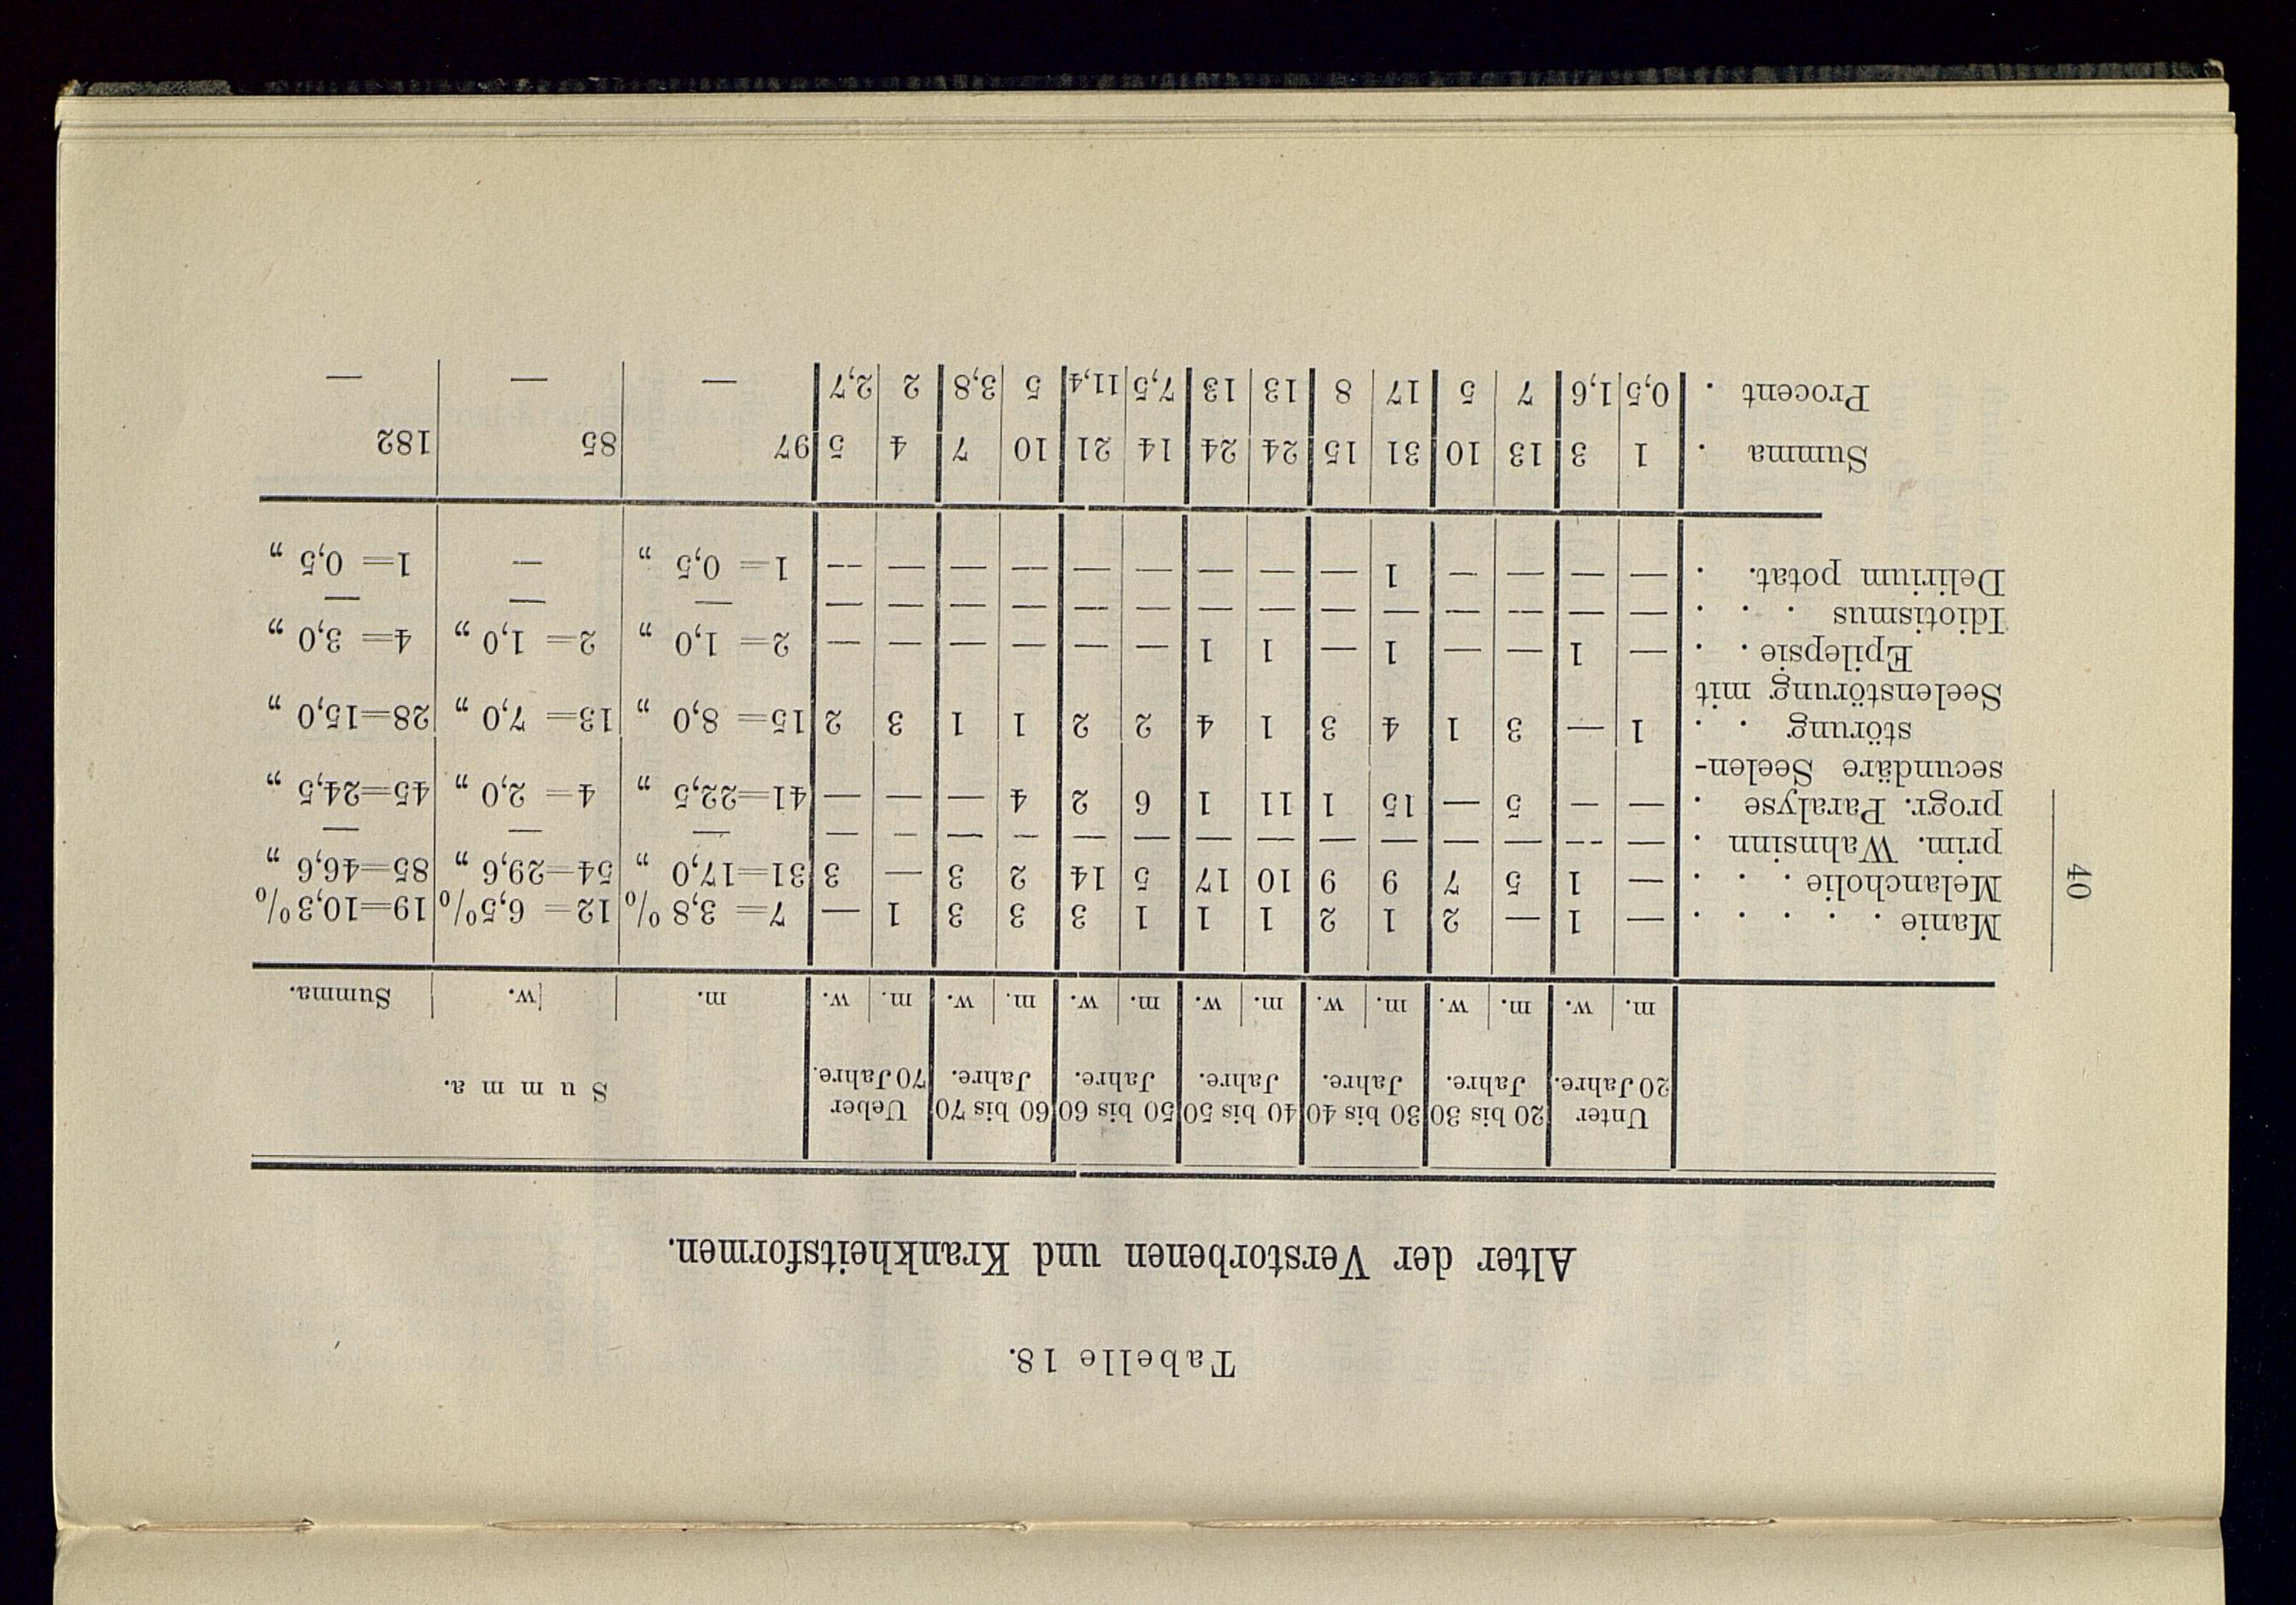 40
Tabelle 18.
Alter der Verstorbenen und Krankheitsformen.
Unter 20 bis 30 30 bis 40 40 bis 50 50 bis 60 60 bis 70 Ueber
20 Jahre. Jahre. Jahre. Jahre. Jahre. Jahre. 70 Jahre. Summa.
m. w. m. w. m. w. m. w. m. w. m. w. m. w. m. w. Summa.
Manie . . . . . — 1 — 2 1 2 1 1 1 3 3 3 1 — 7= 3,8 % 12= 6,5% 19=10,3%
Melancholie . . . — 1 5 7 9 9 10 17 5 14 2 3 — 3 31=17,0 „ 54=29,6 „ 85=46,6 „
prim. Wahnsinn . — — — — — — — — — — — — — — — — —
progr. Paralyse . — — 5 — 15 1 11 1 6 2 4 — — — 41=22,5 „ 4= 2,0 „ 45=24,5 „
secundäre Seelen-
störung . . 1 — 3 1 4 3 1 4 2 2 1 1 3 2 15= 8,0 „ 13= 7,0 „ 28=15,0 „
Seelenstörung mit
Epilepsie . . — 1 — — 1 — 1 1 — — — — — — 2= 1,0 „ 2= 1,0 „ 4= 3,0 „
Idiotismus . . . — — — — — — — — — — — — — — — — —
Delirium potat. . — — — — 1 — — — — — — — — — 1= 0,5 „ — 1= 0,5 „
Summa . 1 3 13 10 31 15 24 24 14 21 10 7 4 5 97 85 182
Procent . 0,5 1,6 7 5 17 8 13 13 7,5 11,4 5 3,8 2 2,7 — — —